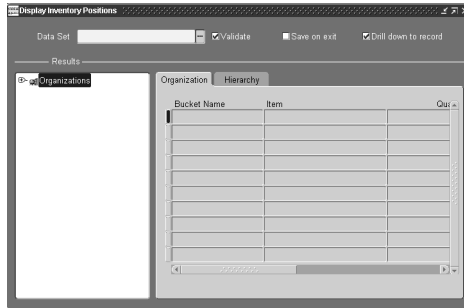 Display Inventory Positions
Data Set Validate Save on exit Drill down to record
Results
Organizations
Organization Hierarchy
Bucket Name Item